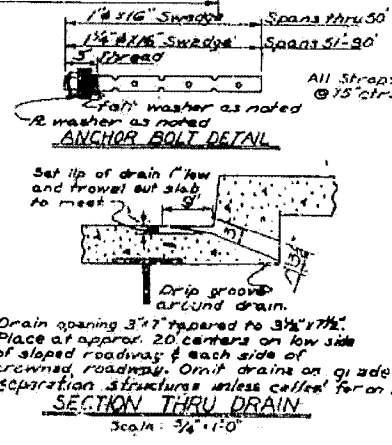 1"ø x 16" Swedge Spans thru 50'
1¼"ø x 16" Swedge Spans 51'-90'
3" Thread
All Straps
@ 15" ctrs
washer as noted
washer as noted
ANCHOR BOLT DETAIL
Set lip of drain 1" low
and trowel out slab
to meet
9"
3"
3½"
Drip groove
around drain.
Drain opening 3"x7" tapered to 3½"x7½".
Place at approx. 20' centers on low side
of sloped roadway & each side of
crowned roadway. Omit drains on grade
separation structures unless called for on
SECTION THRU DRAIN
Scale: ¾" = 1'-0"